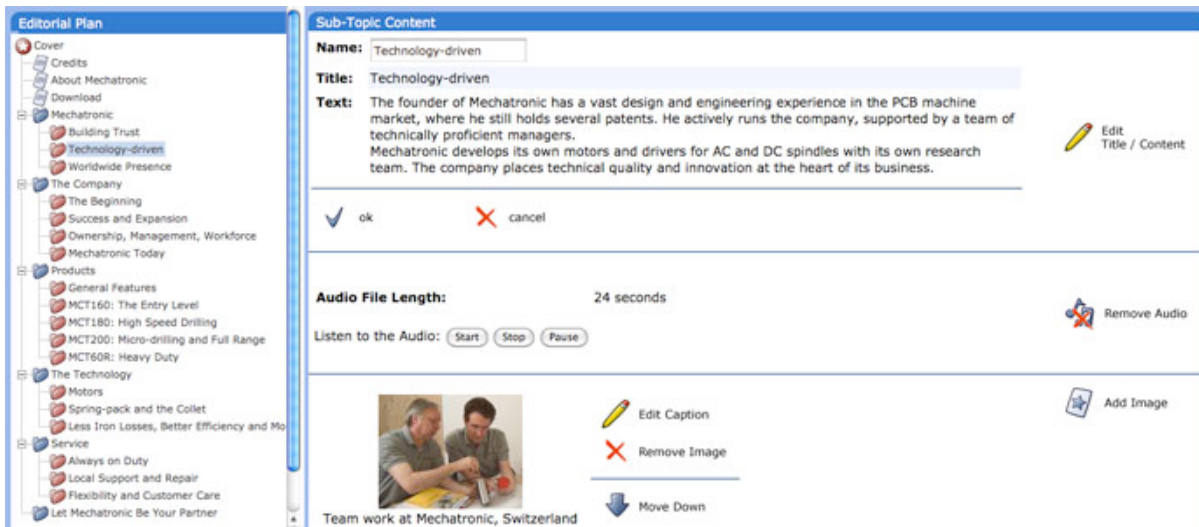 Editorial Plan
Cover
Credits
About Mechatronic
Download
Mechatronic
Building Trust
Technology-driven
Worldwide Presence
The Company
The Beginning
Success and Expansion
Ownership, Management, Workforce
Mechatronic Today
Products
General Features
MCT160: The Entry Level
MCT180: High Speed Drilling
MCT200: Micro-drilling and Full Range
MCT60R: Heavy Duty
The Technology
Motors
Spring-pack and the Collet
Less Iron Losses, Better Efficiency and Mo
Service
Always on Duty
Local Support and Repair
Flexibility and Customer Care
Let Mechatronic Be Your Partner
Sub-Topic Content
Name: Technology-driven
Title: Technology-driven
Text: The founder of Mechatronic has a vast design and engineering experience in the PCB machine
market, where he still holds several patents. He actively runs the company, supported by a team of
technically proficient managers.
Mechatronic develops its own motors and drivers for AC and DC spindles with its own research
team. The company places technical quality and innovation at the heart of its business.
Edit
Title / Content
ok cancel
Audio File Length: 24 seconds
Remove Audio
Listen to the Audio: Start Stop Pause
Add Image
Edit Caption
Remove Image
Move Down
Team work at Mechatronic, Switzerland